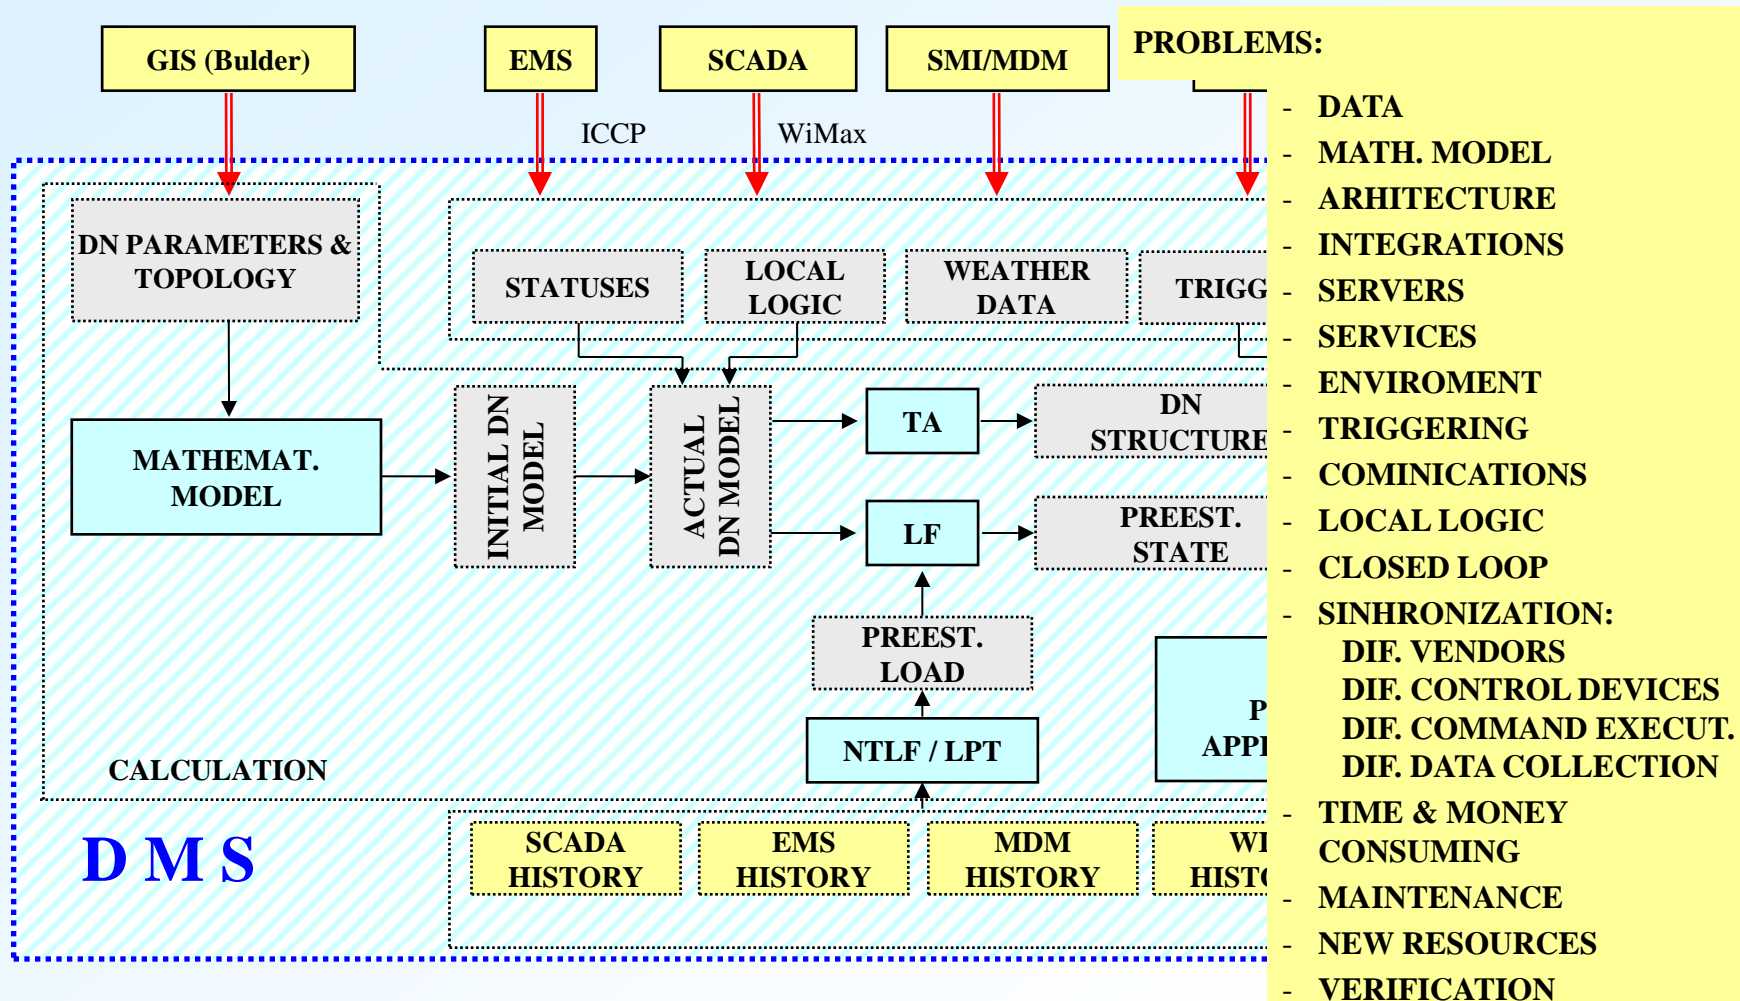 GIS (Bulder)
EMS
SCADA
SMI/MDM
ICCP
WiMax
DN PARAMETERS &
TOPOLOGY
STATUSES
LOCAL
LOGIC
WEATHER
DATA
TRIGG
MATHEMAT.
MODEL
INITIAL DN
MODEL
ACTUAL
DN MODEL
TA
DN
STRUCTURE
LF
PREEST.
STATE
PREEST.
LOAD
NTLF / LPT
P
APPL
CALCULATION
D M S
SCADA
HISTORY
EMS
HISTORY
MDM
HISTORY
PROBLEMS:
- DATA
- MATH. MODEL
- ARHITECTURE
- INTEGRATIONS
- SERVERS
- SERVICES
- ENVIROMENT
- TRIGGERING
- COMINICATIONS
- LOCAL LOGIC
- CLOSED LOOP
- SINHRONIZATION:
DIF. VENDORS
DIF. CONTROL DEVICES
DIF. COMMAND EXECUT.
DIF. DATA COLLECTION
- TIME & MONEY
CONSUMING
- MAINTENANCE
- NEW RESOURCES
- VERIFICATION